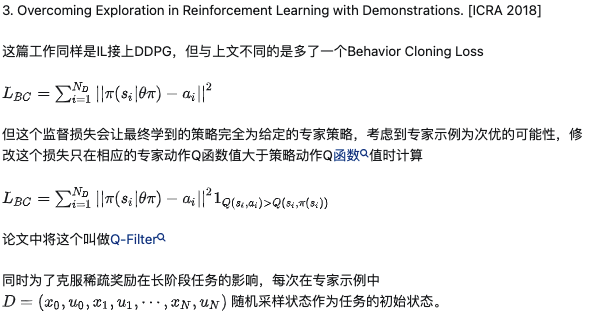 3. Overcoming Exploration in Reinforcement Learning with Demonstrations. [ICRA 2018]
这篇工作同样是IL接上DDPG，但与上文不同的是多了一个Behavior Cloning Loss
$L_{BC} = \sum_{i=1}^{N_D} ||\pi(s_i|\theta\pi) - a_i||^2$
但这个监督损失会让最终学到的策略完全为给定的专家策略，考虑到专家示例为次优的可能性，修
改这个损失只在相应的专家动作Q函数值大于策略动作Q函数值时计算
$L_{BC} = \sum_{i=1}^{N_D} ||\pi(s_i|\theta\pi) - a_i||^2 1_{Q(s_i,a_i)>Q(s_i,\pi(s_i))}$
论文中将这个叫做Q-Filter
同时为了克服稀疏奖励在长阶段任务的影响，每次在专家示例中
$D = (x_0, u_0, x_1, u_1, \cdots, x_N, u_N)$ 随机采样状态作为任务的初始状态。